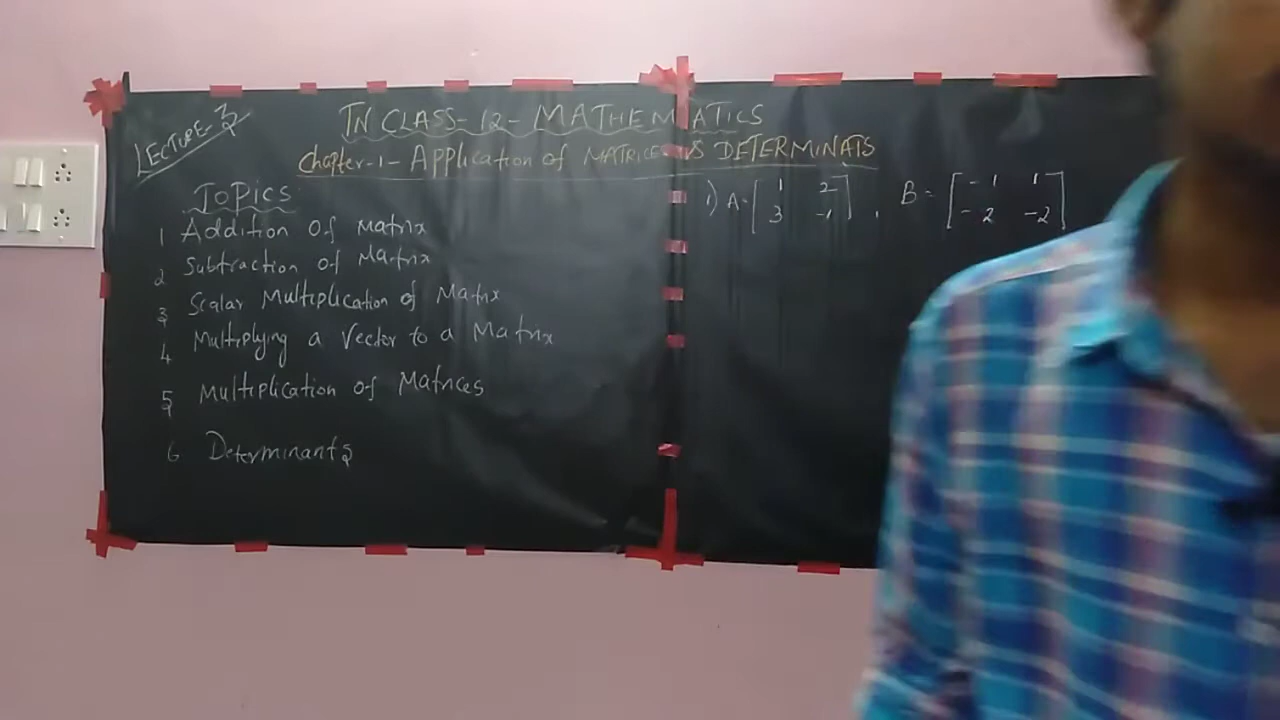 LECTURE-3
TN CLASS-12-MATHEMATICS
Chapter-1-Application of MATRICES & DETERMINATS
TOPICS
1 Addition Of Matrix
2 Subtraction of Matrix
3 Scalar Multiplication of Matrix
4 Multiplying a Vector to a Matrix
5 Multiplication of Matrices
6 Determinants
1) A=[1 2 , B=[-1 1
3 -1] -2 -2]